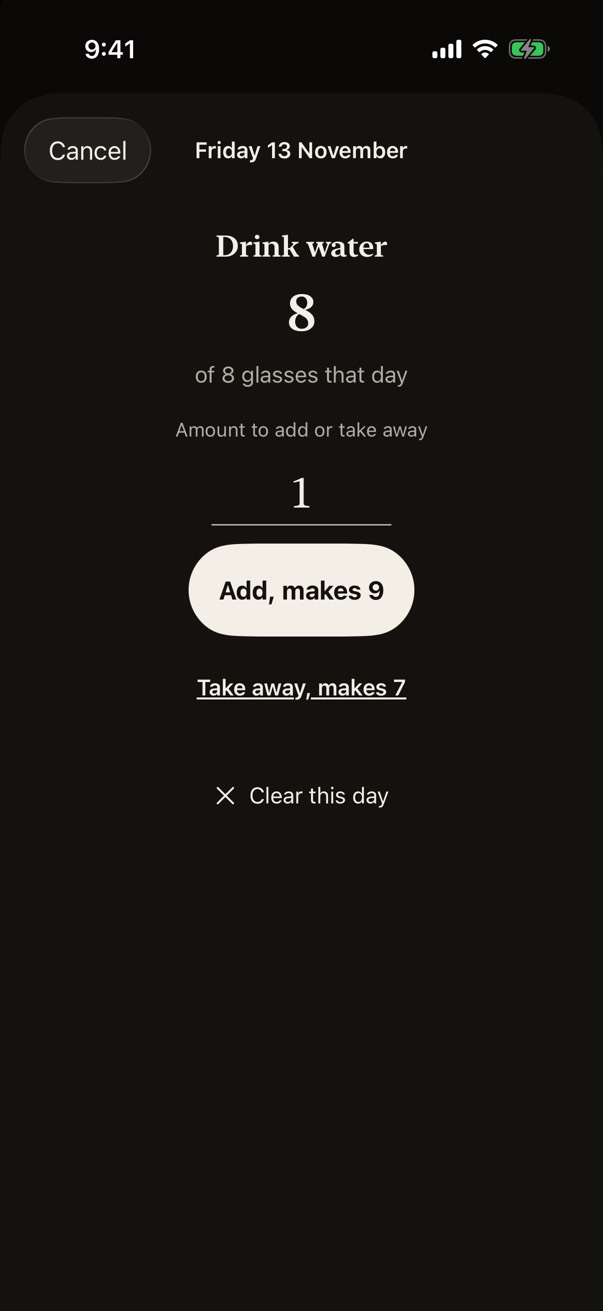 9:41
Cancel
Friday 13 November
Drink water
8
of 8 glasses that day
Amount to add or take away
1
Add, makes 9
Take away, makes 7
Clear this day